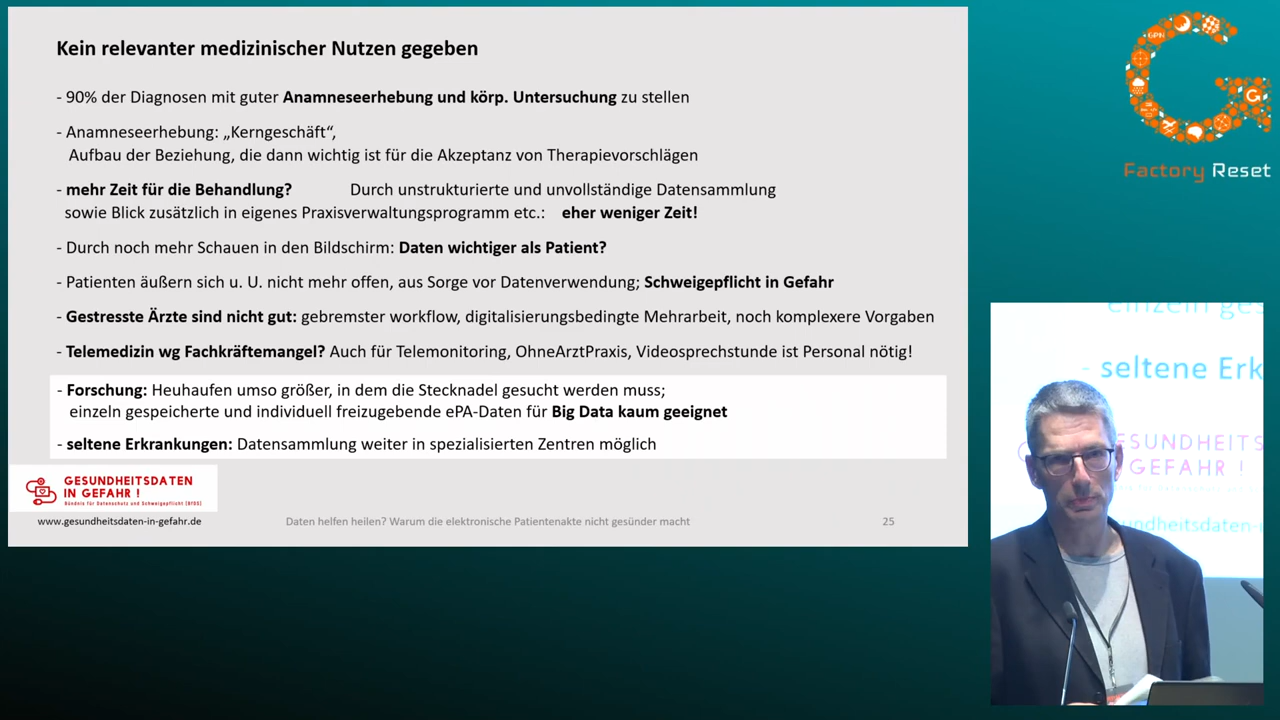 Kein relevanter medizinischer Nutzen gegeben
- 90% der Diagnosen mit guter Anamneseerhebung und körp. Untersuchung zu stellen
- Anamneseerhebung: „Kerngeschäft“,
Aufbau der Beziehung, die dann wichtig ist für die Akzeptanz von Therapievorschlägen
- mehr Zeit für die Behandlung? Durch unstrukturierte und unvollständige Datensammlung
sowie Blick zusätzlich in eigenes Praxisverwaltungsprogramm etc.: eher weniger Zeit!
- Durch noch mehr Schauen in den Bildschirm: Daten wichtiger als Patient?
- Patienten äußern sich u. U. nicht mehr offen, aus Sorge vor Datenverwendung; Schweigepflicht in Gefahr
- Gestresste Ärzte sind nicht gut: gebremster workflow, digitalisierungsbedingte Mehrarbeit, noch komplexere Vorgaben
- Telemedizin wg Fachkräftemangel? Auch für Telemonitoring, OhneArztPraxis, Videosprechstunde ist Personal nötig!
- Forschung: Heuhaufen umso größer, in dem die Stecknadel gesucht werden muss;
einzeln gespeicherte und individuell freizugebende ePA-Daten für Big Data kaum geeignet
- seltene Erkrankungen: Datensammlung weiter in spezialisierten Zentren möglich
GESUNDHEITSDATEN
IN GEFAHR !
Bündnis für Datenschutz und Schweigepflicht (BfDS)
www.gesundheitsdaten-in-gefahr.de
Daten helfen heilen? Warum die elektronische Patientenakte nicht gesünder macht
25
GPN
G
Factory Reset
einzeln ges
- seltene Erk
ESUNDHEITS
GEFAHR !
undheitsdaten-